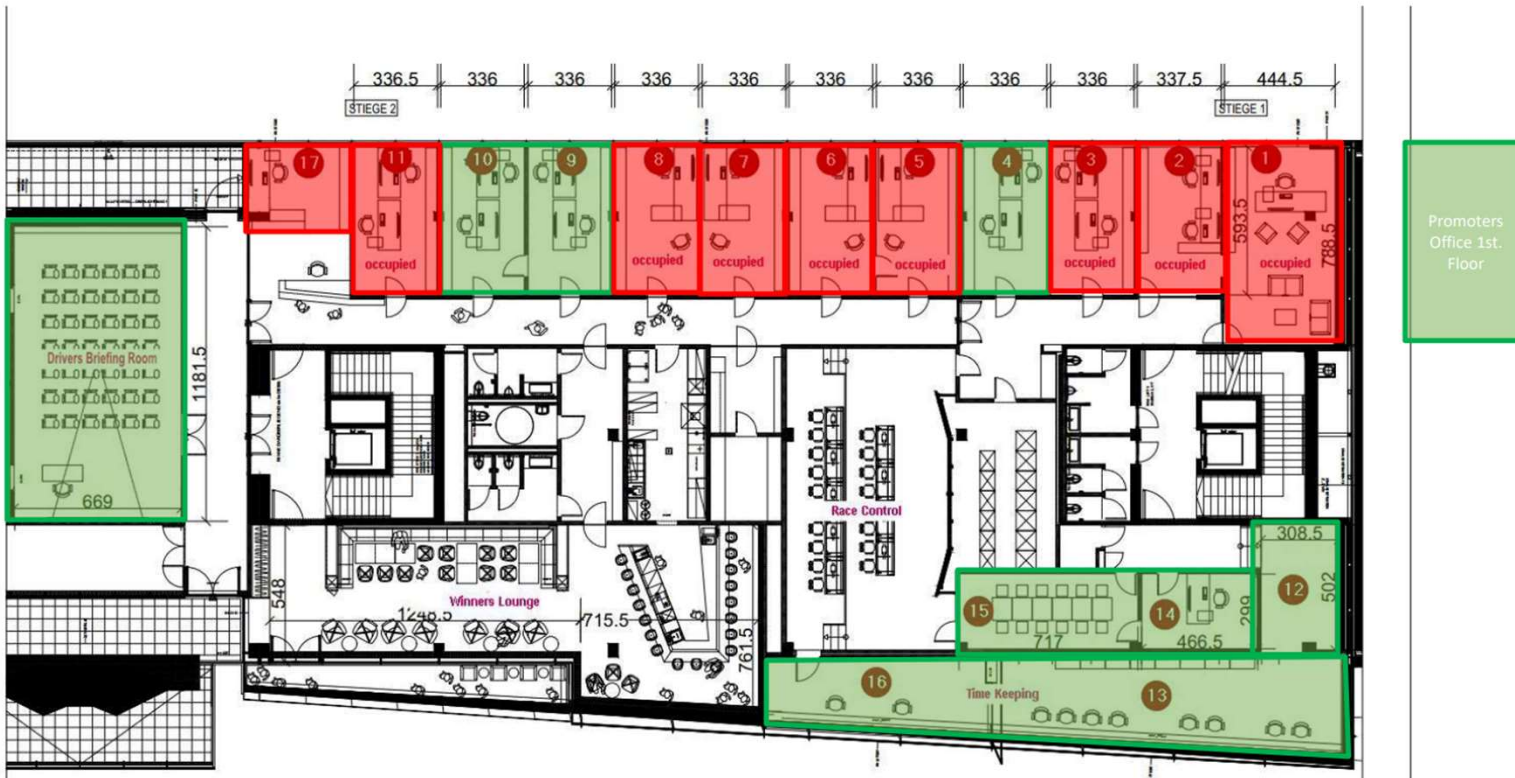 336.5 336 336 336 336 336 336 336 336 337.5 444.5
STIEGE 2
STIEGE 1
17 11 10 9 8 7 6 5 4 3 2 1
593.5
788.5
occupied occupied occupied occupied occupied occupied occupied occupied
Promoters
Office 1st.
Floor
Drivers Briefing Room
1181.5
669
Race Control
308.5
502
12
548
Winners Lounge
1248.5
715.5
761.5
15
717
14
466.5
299
16
Time Keeping
13